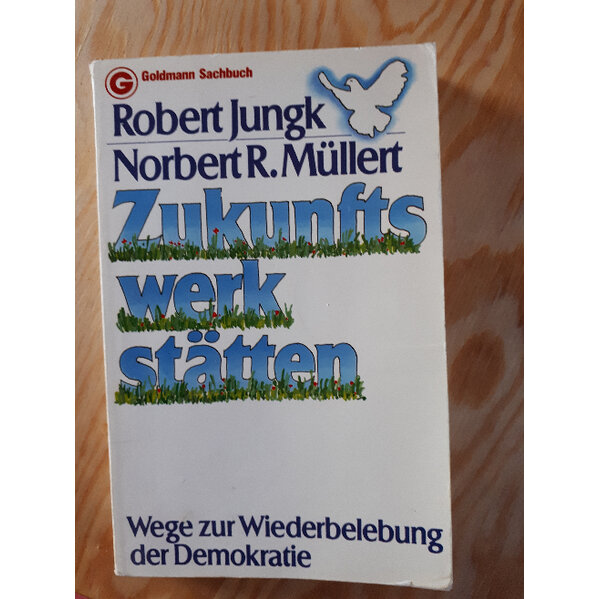 G Goldmann Sachbuch
Robert Jungk
Norbert R. Müllert
Zukunfts
werk
stätten
Wege zur Wiederbelebung
der Demokratie